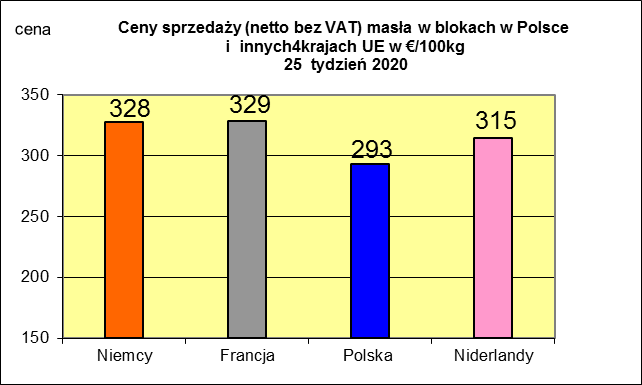 cena
Ceny sprzedaży (netto bez VAT) masła w blokach w Polsce
i innych4krajach UE w €/100kg
25 tydzień 2020
350
300
250
200
150
328
329
293
315
Niemcy
Francja
Polska
Niderlandy